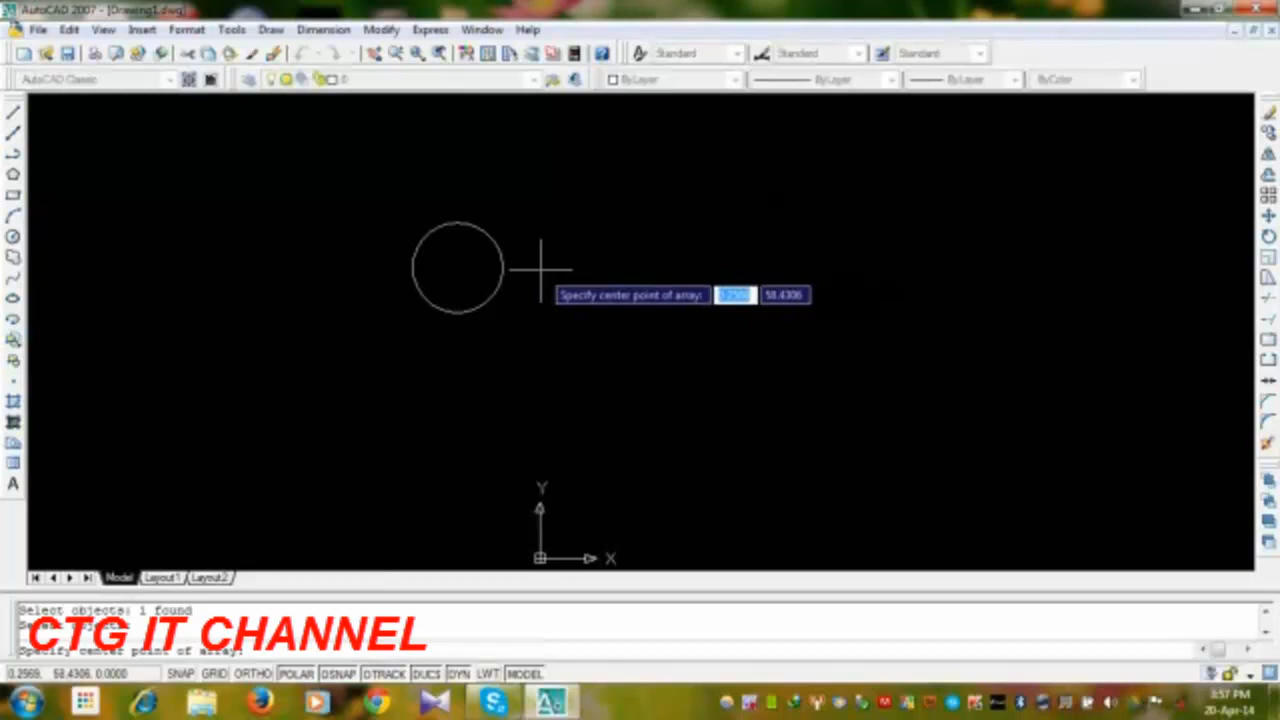 AutoCAD 2007 - [Drawing1.dwg]
File Edit View Insert Format Tools Draw Dimension Modify Express Window Help
Standard Standard Standard
AutoCAD Classic 0 ByLayer ByLayer ByLayer ByColor
Specify center point of array: 58.4306
Y
X
A
Model Layout1 Layout2
Select objects: 1 found
CTG IT CHANNEL
Specify center point of array:
0.2569, 58.4306, 0.0000 SNAP GRID ORTHO POLAR OSNAP OTRACK DUCS DYN LWT MODEL
3:57 PM
20-Apr-14